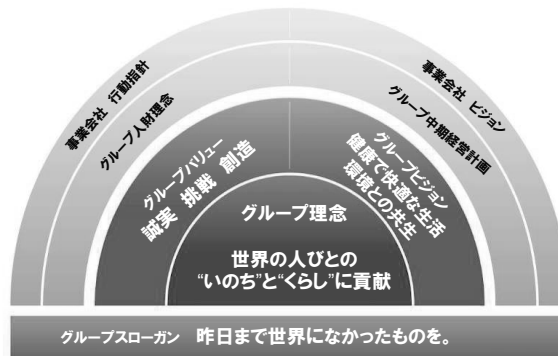 事業会社 行動指針
グループ人財理念
グループバリュー
誠実 挑戦 創造
事業会社 ビジョン
グループ中期経営計画
グループビジョン
健康で快適な生活
環境との共生
グループ理念
世界の人びとの
“いのち”と“くらし”に貢献
グループスローガン 昨日まで世界になかったものを。